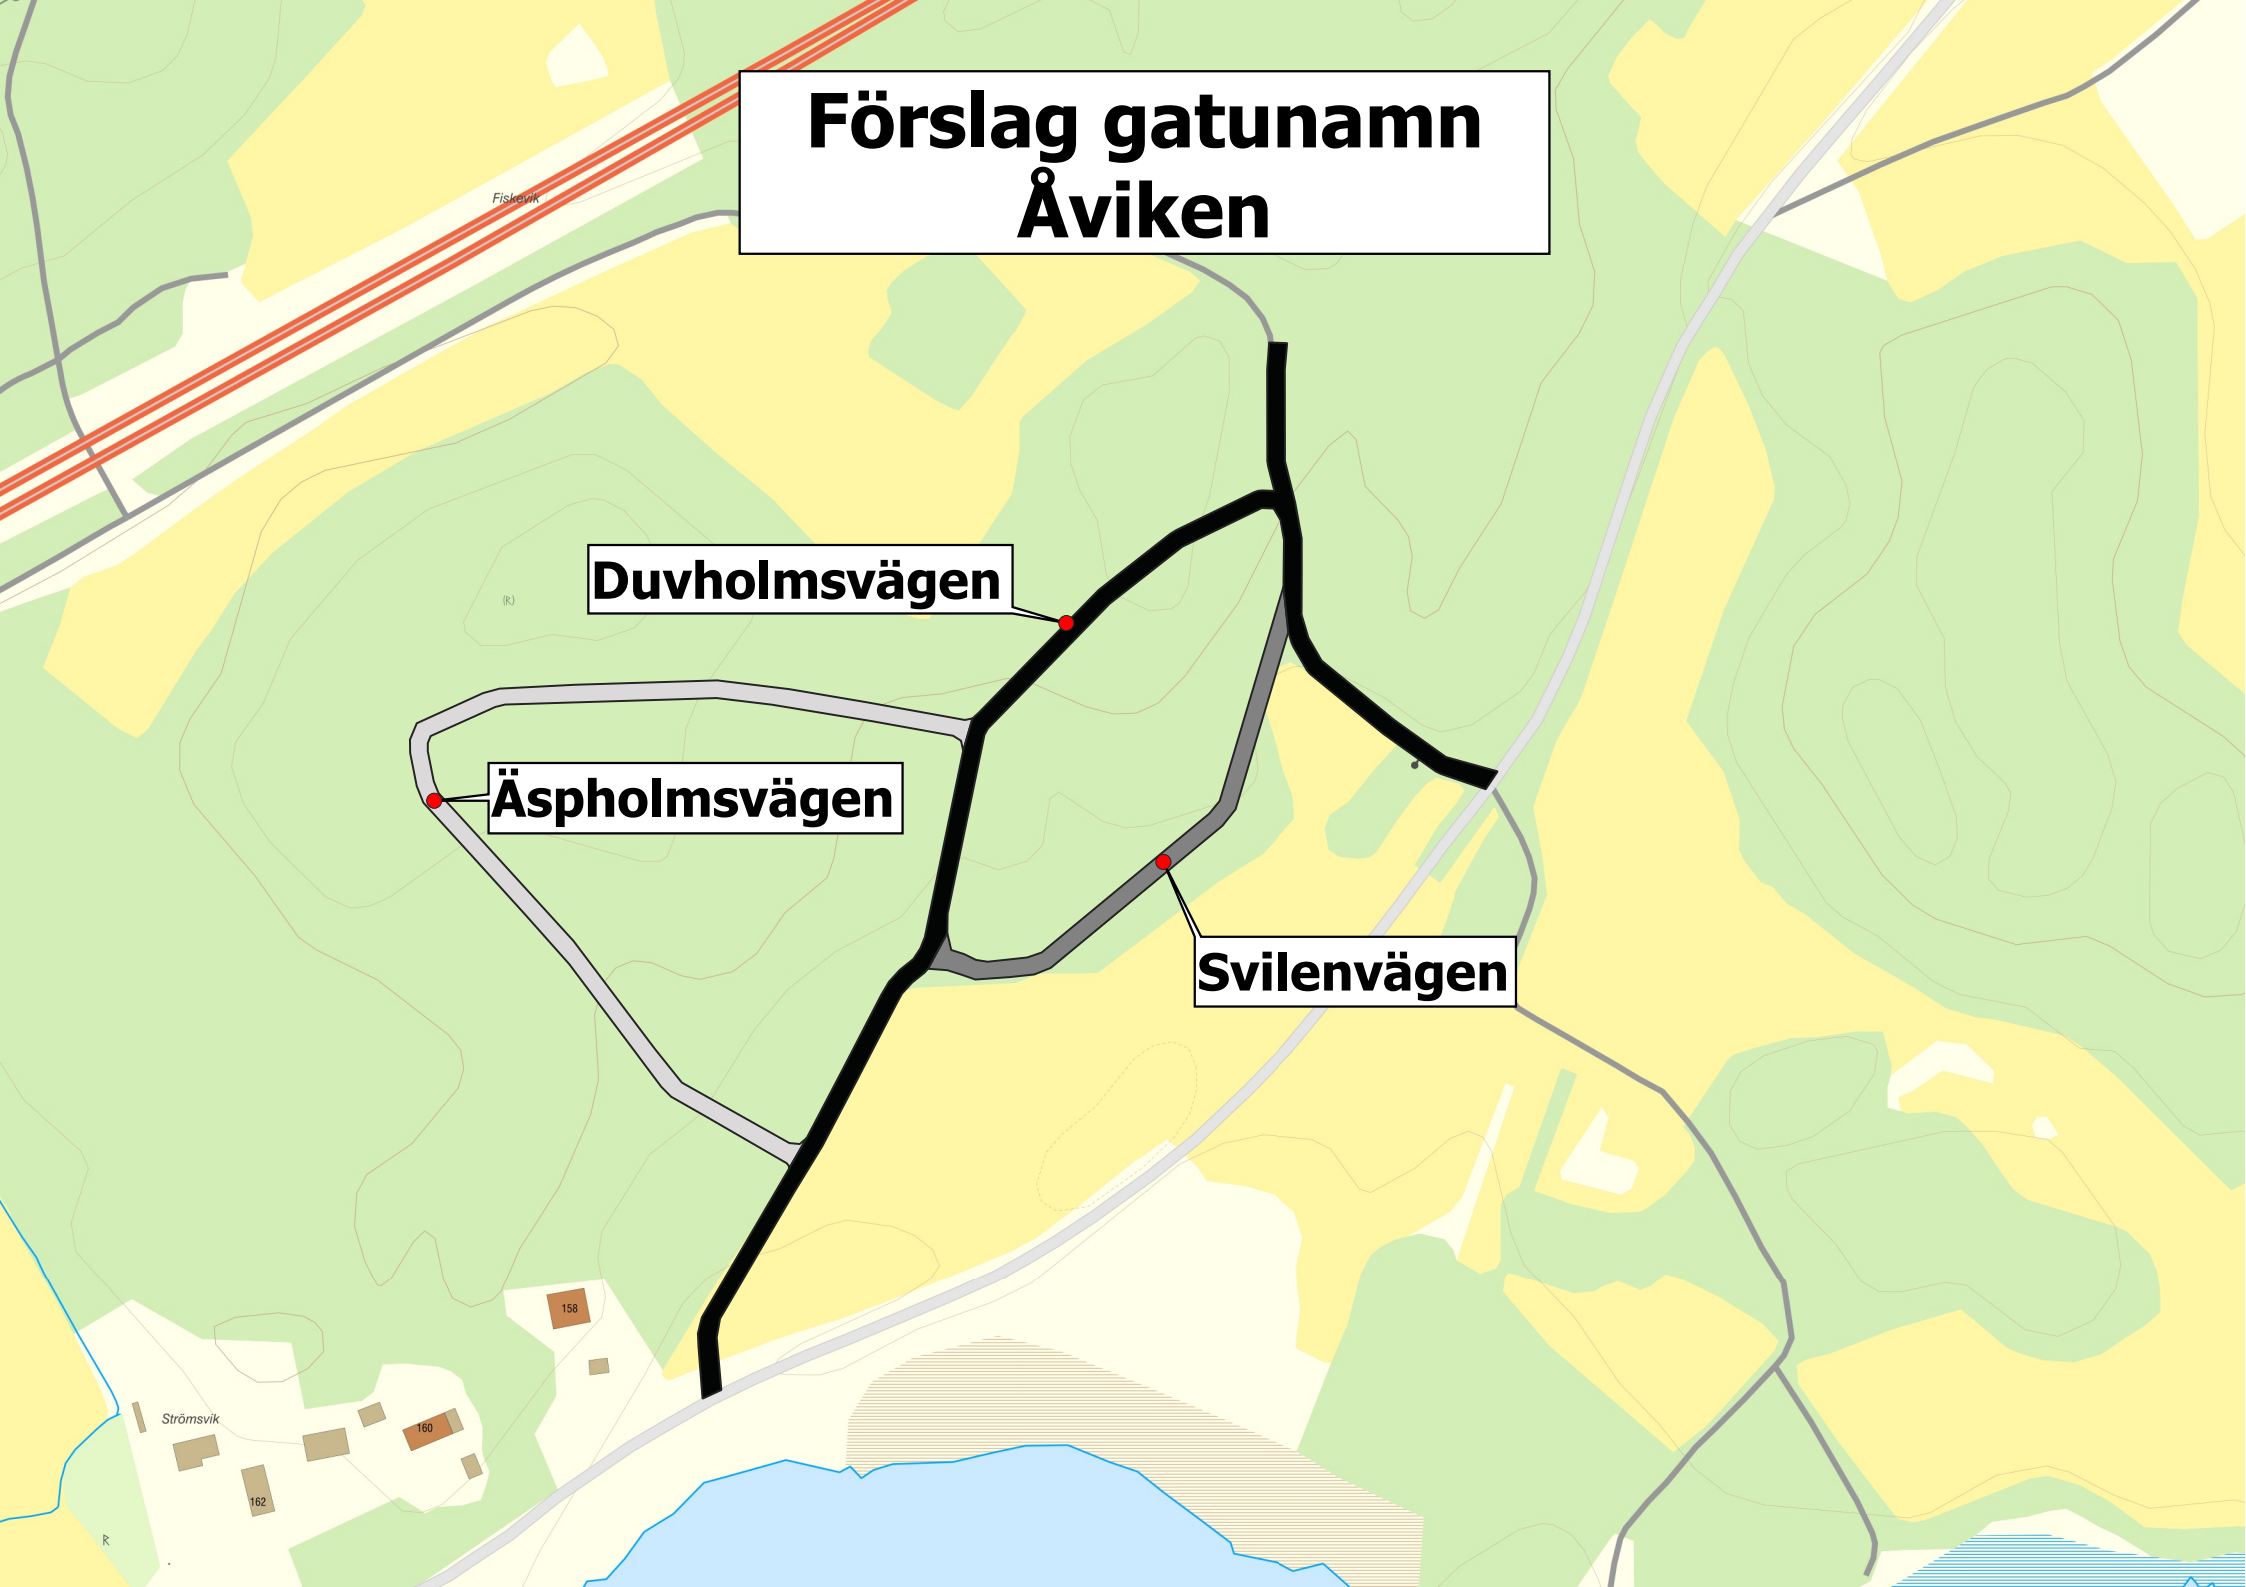 Förslag gatunamn
Åviken
Fiskevik
Duvholmsvägen
(R)
Äspholmsvägen
Svilenvägen
158
160
Strömsvik
162
R